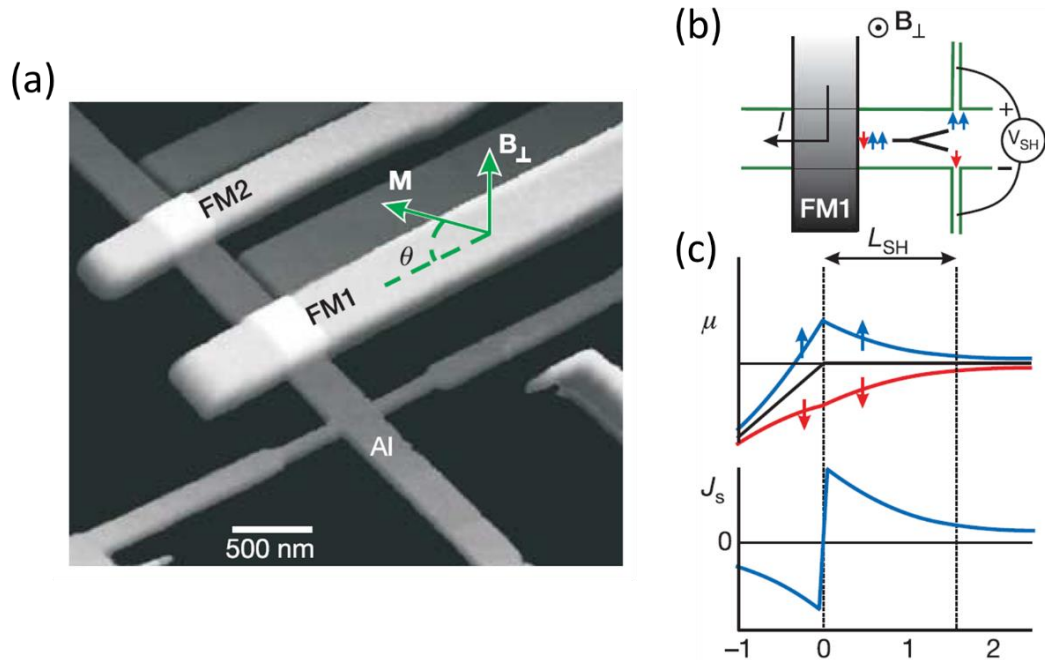 (a)
FM2
M
B⊥
θ
FM1
Al
500 nm
(b)
B⊥
I
+
V_SH
−
FM1
(c)
L_SH
μ
J_s
0
−1 0 1 2